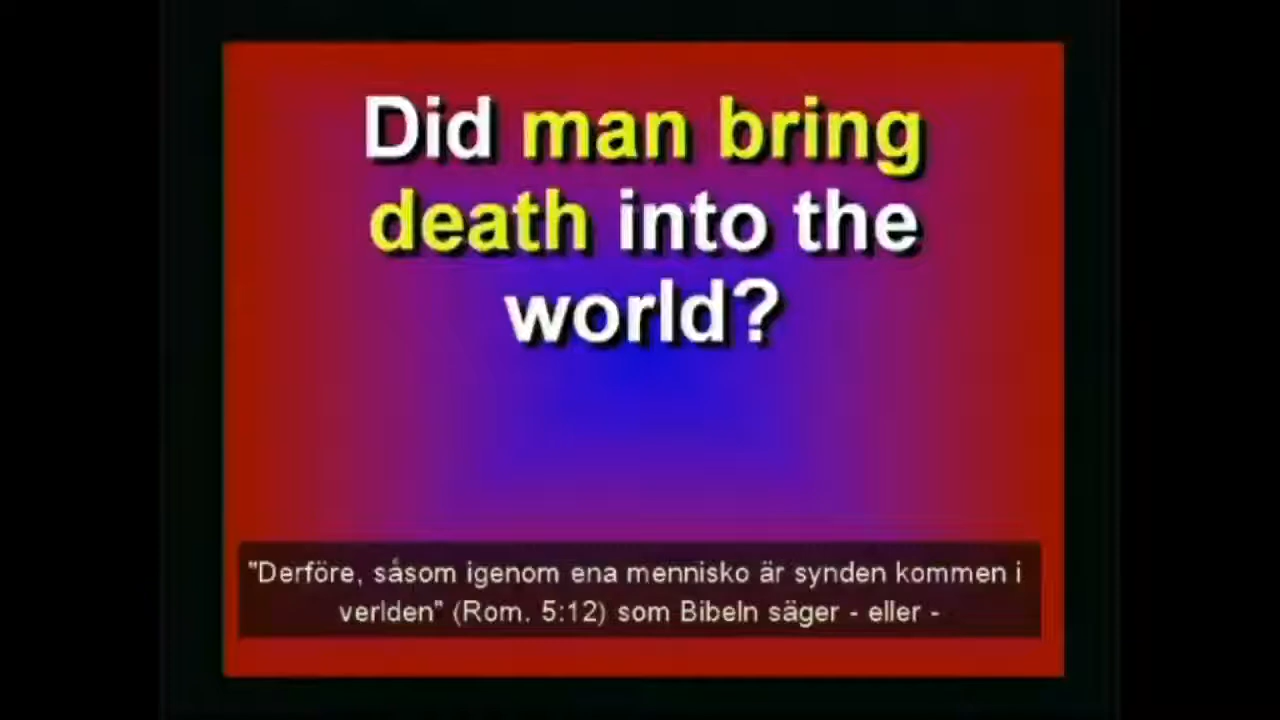 Did man bring
death into the
world?
"Derföre, såsom igenom ena mennisko är synden kommen i
verlden" (Rom. 5:12) som Bibeln säger - eller -